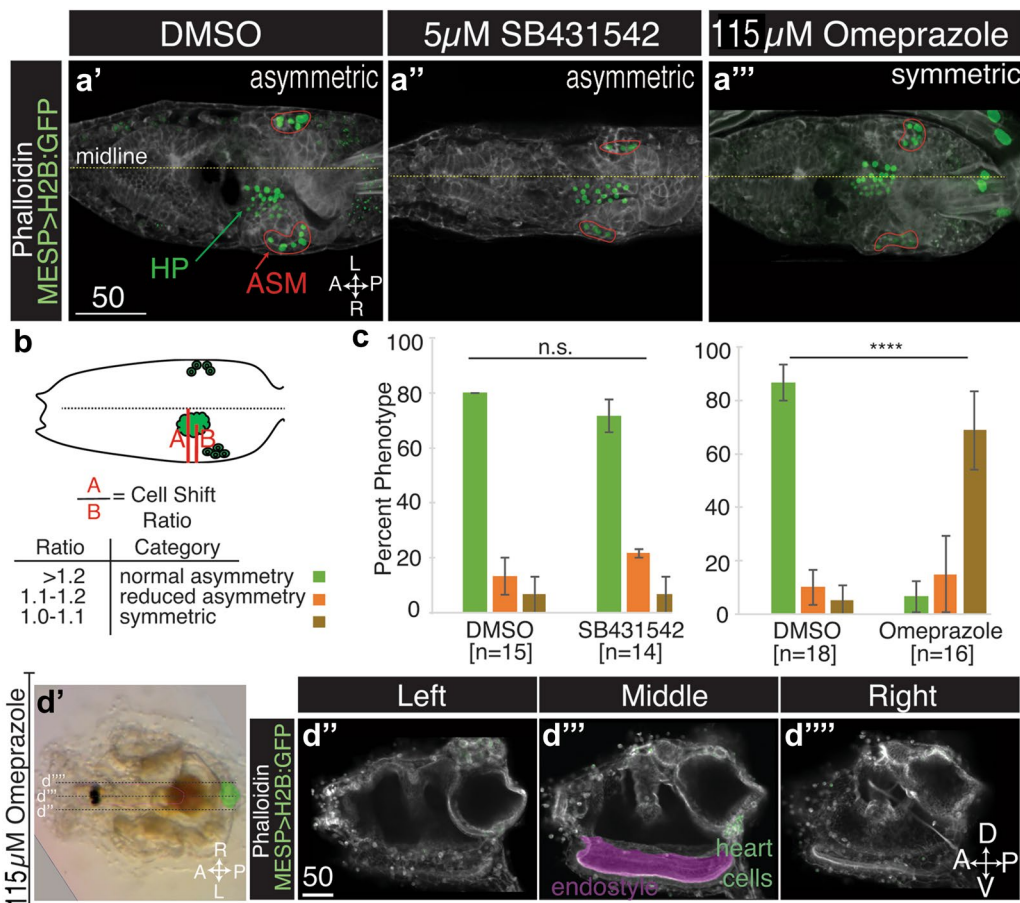 DMSO
5µM SB431542
115 µM Omeprazole
Phalloidin
MESP>H2B:GFP
a'
asymmetric
midline
HP
ASM
50
L
A P
R
a''
asymmetric
a'''
symmetric
b
A B
A
B
= Cell Shift
Ratio
Ratio Category
>1.2 normal asymmetry
1.1-1.2 reduced asymmetry
1.0-1.1 symmetric
c
Percent Phenotype
100
80
60
40
20
0
n.s.
DMSO
[n=15]
SB431542
[n=14]
100
80
60
40
20
0
****
DMSO
[n=18]
Omeprazole
[n=16]
115µM Omeprazole
d'
d''''
d'''
d''
R
A P
L
Phalloidin
MESP>H2B:GFP
Left
Middle
Right
d''
50
d'''
heart
cells
endostyle
d''''
D
A P
V